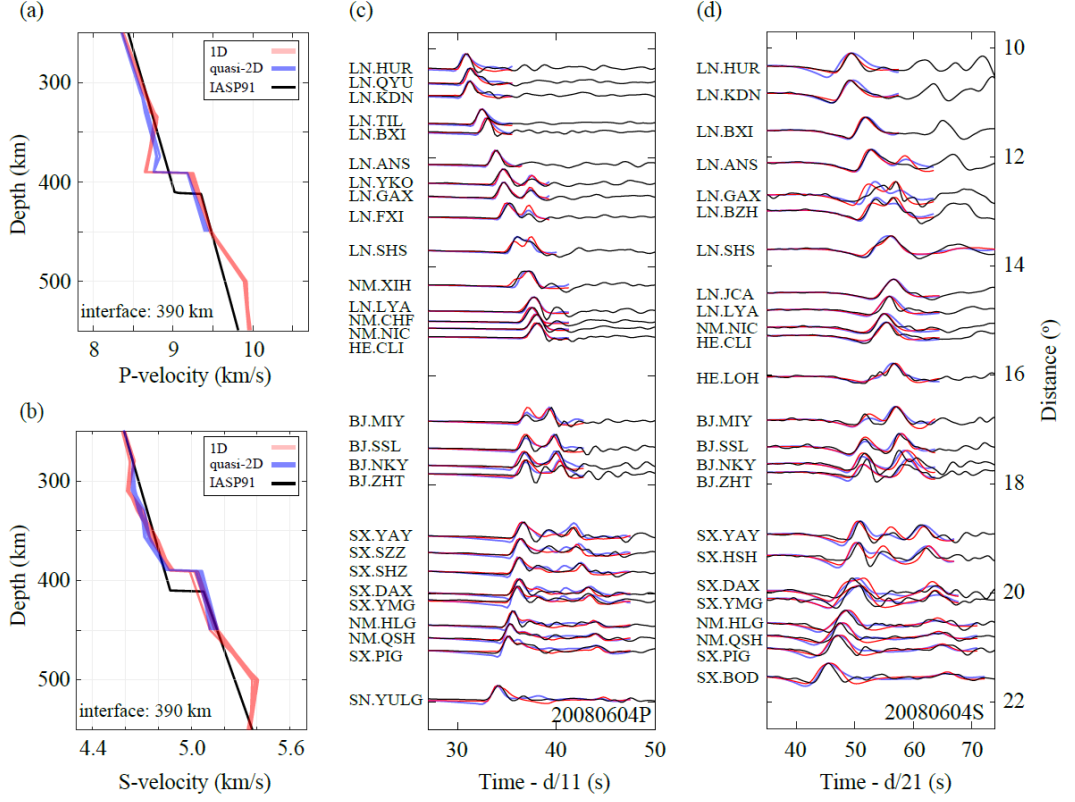 (a)
1D
quasi-2D
IASP91
300
400
500
Depth (km)
interface: 390 km
8
9
10
P-velocity (km/s)
(b)
1D
quasi-2D
IASP91
300
400
500
Depth (km)
interface: 390 km
4.4
5.0
5.6
S-velocity (km/s)
(c)
LN.HUR
LN.QYU
LN.KDN
LN.TIL
LN.BXI
LN.ANS
LN.YKO
LN.GAX
LN.FXI
LN.SHS
NM.XIH
LN.LYA
NM.CHF
NM.NIC
HE.CLI
BJ.MIY
BJ.SSL
BJ.NKY
BJ.ZHT
SX.YAY
SX.SZZ
SX.SHZ
SX.DAX
SX.YMG
NM.HLG
NM.QSH
SX.PIG
SN.YULG
20080604P
30
40
50
Time - d/11 (s)
(d)
LN.HUR
LN.KDN
LN.BXI
LN.ANS
LN.GAX
LN.BZH
LN.SHS
LN.JCA
LN.LYA
NM.NIC
HE.CLI
HE.LOH
BJ.MIY
BJ.SSL
BJ.NKY
BJ.ZHT
SX.YAY
SX.HSH
SX.DAX
SX.YMG
NM.HLG
NM.QSH
SX.PIG
SX.BOD
20080604S
40
50
60
70
Time - d/21 (s)
10
12
14
16
18
20
22
Distance (º)